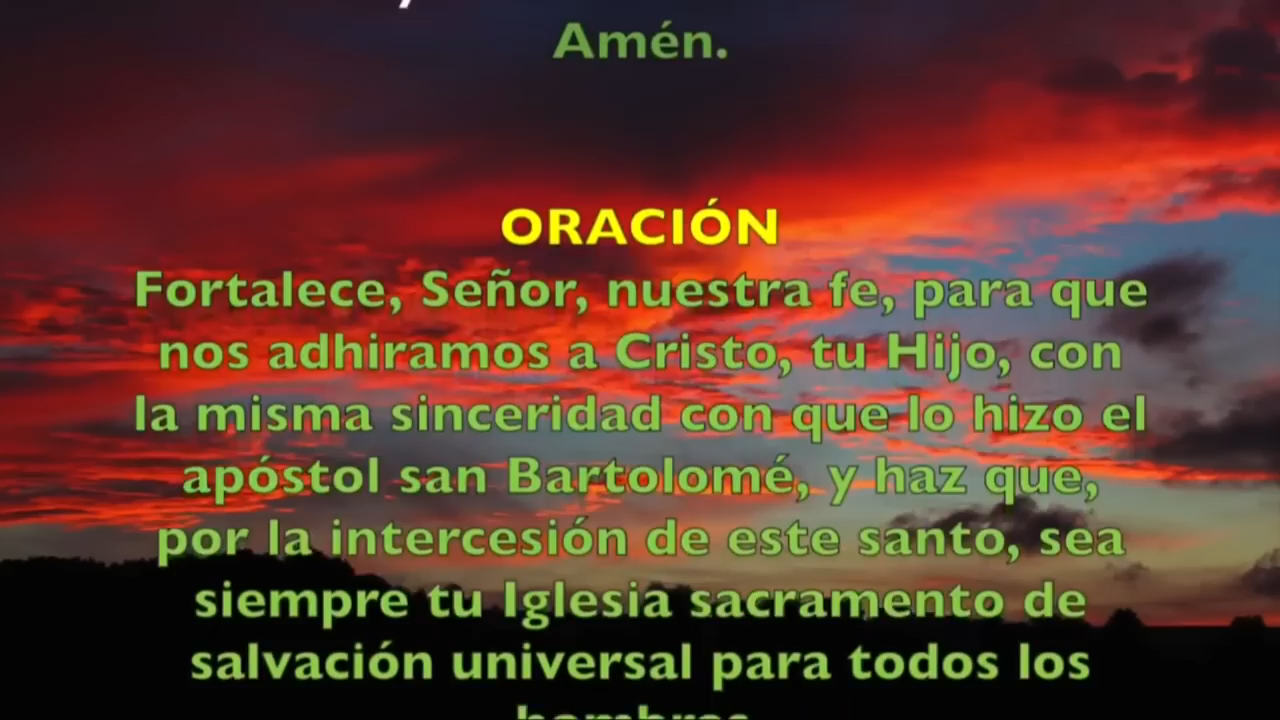 Amén.
ORACIÓN
Fortalece, Señor, nuestra fe, para que
nos adhiramos a Cristo, tu Hijo, con
la misma sinceridad con que lo hizo el
apóstol san Bartolomé, y haz que,
por la intercesión de este santo, sea
siempre tu Iglesia sacramento de
salvación universal para todos los
hombres